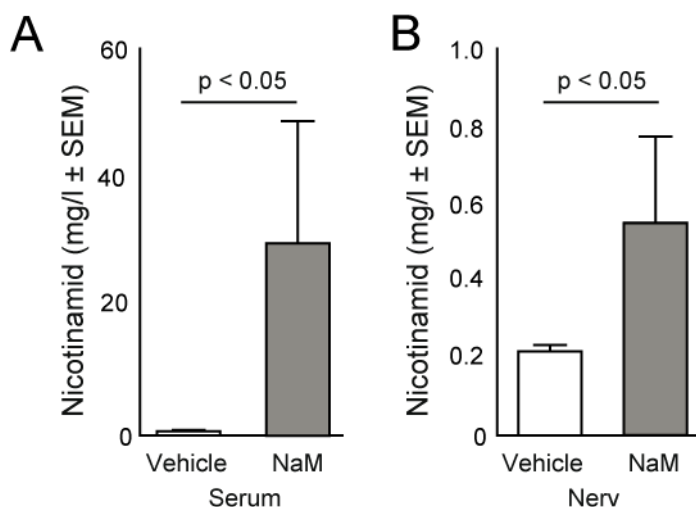 A
Nicotinamid (mg/l ± SEM)
60
40
20
0
p < 0.05
Vehicle
NaM
Serum
B
Nicotinamid (mg/l ± SEM)
1.0
0.8
0.6
0.4
0.2
0
p < 0.05
Vehicle
NaM
Nerv